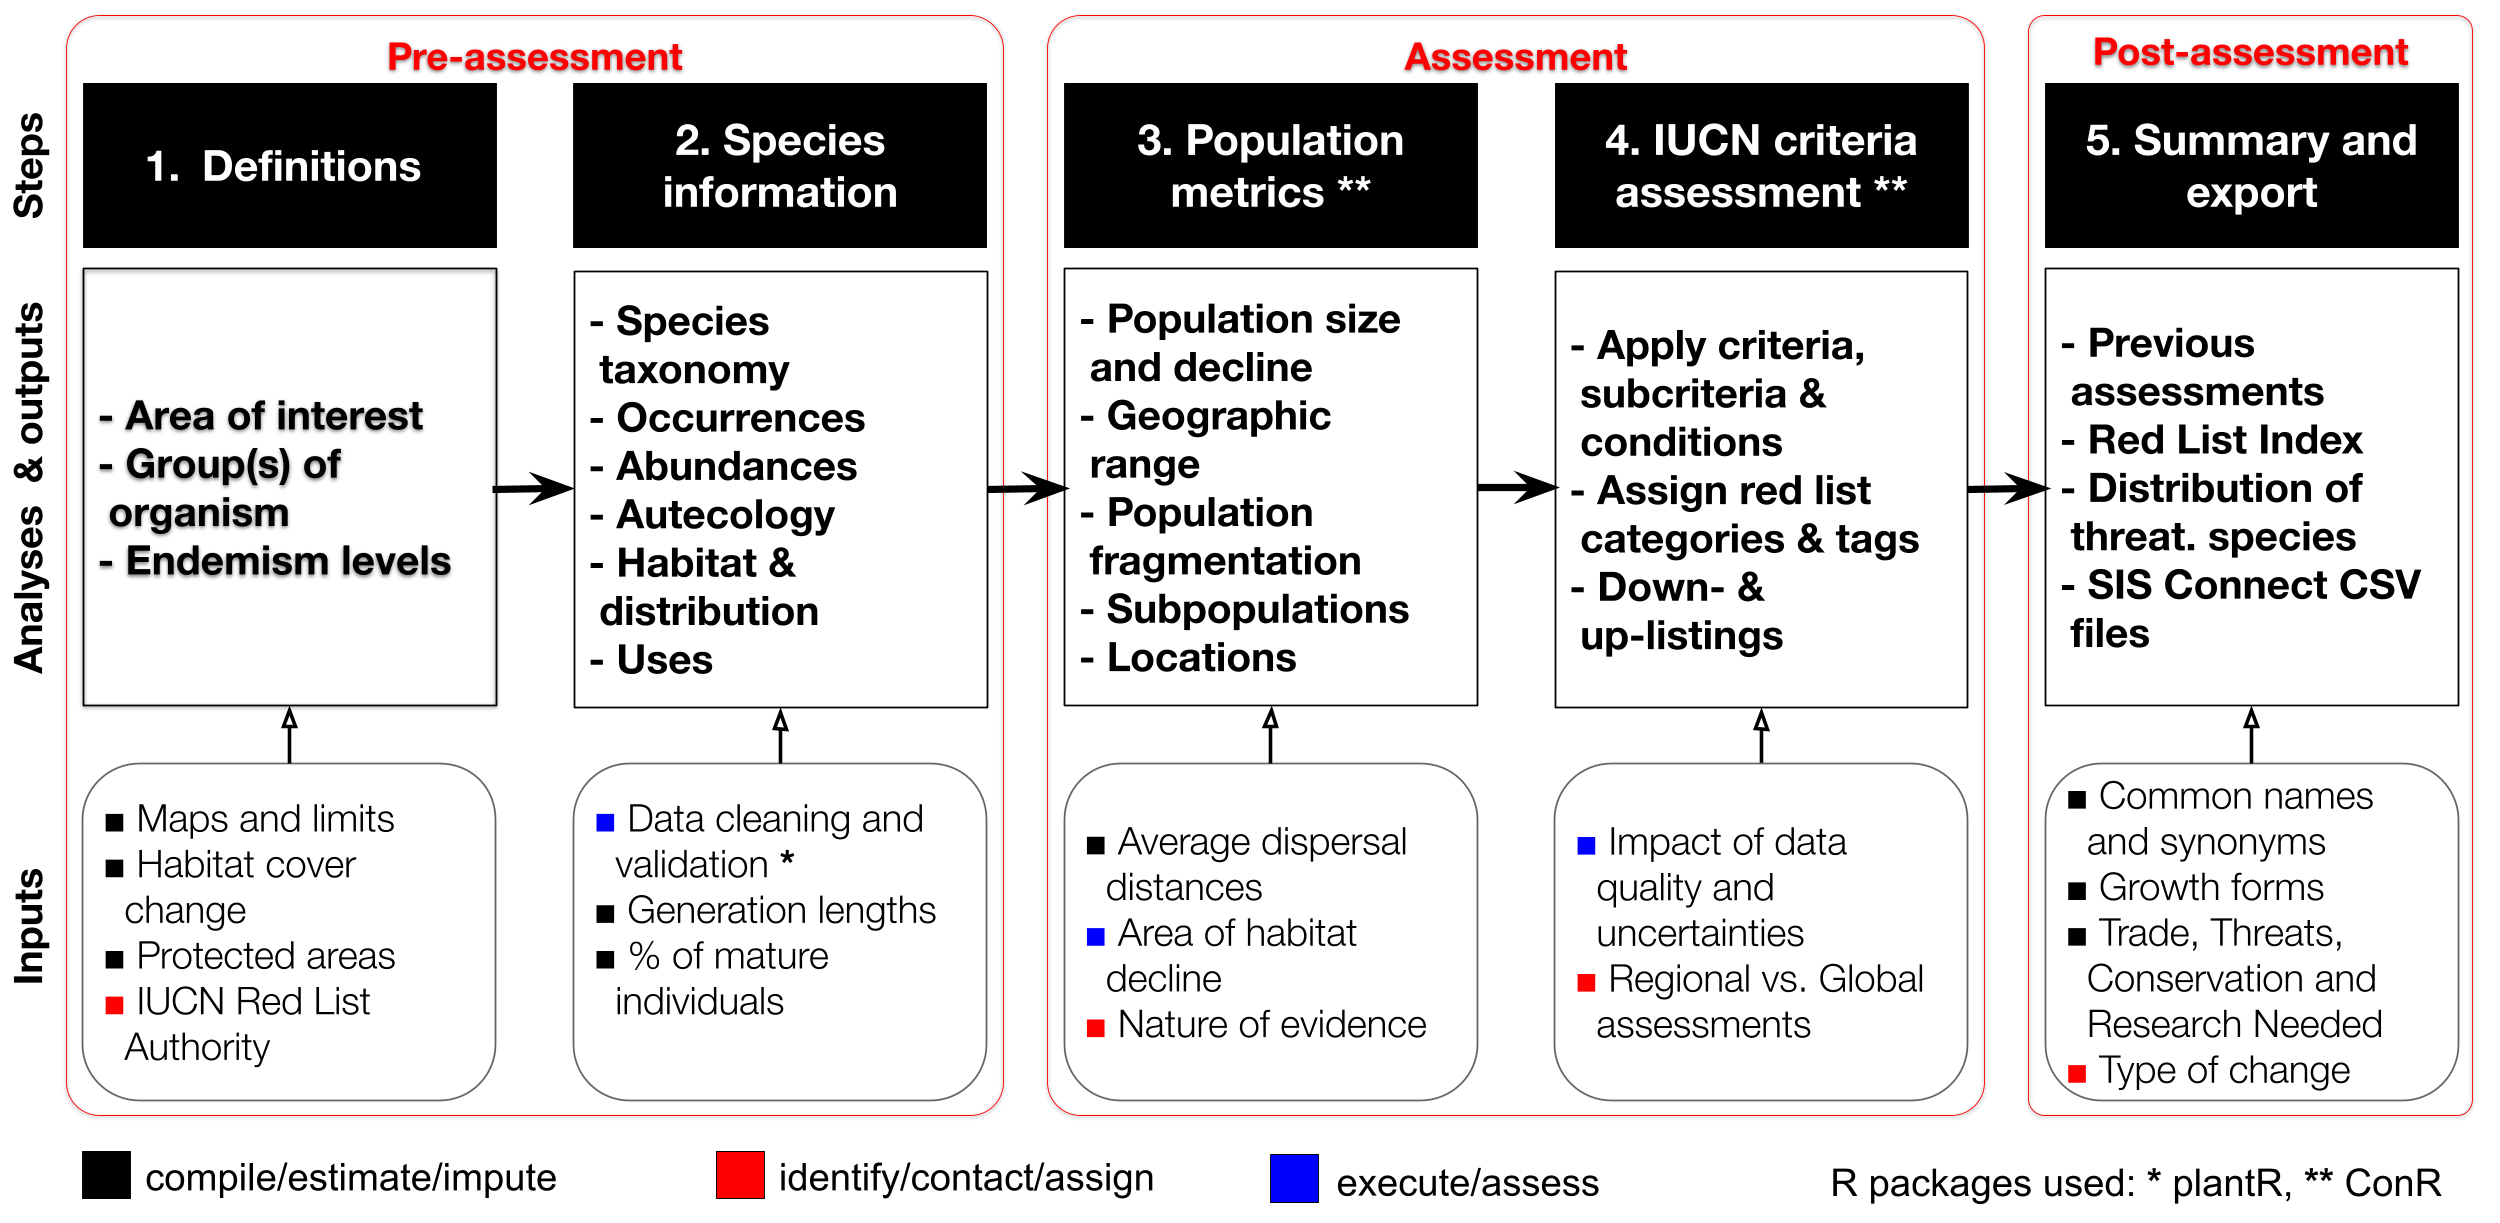 Pre-assessment
Assessment
Post-assessment
Steps
1. Definitions
2. Species
information
3. Population
metrics **
4. IUCN criteria
assessment **
5. Summary and
export
Analyses & outputs
- Area of interest
- Group(s) of
organism
- Endemism levels
- Species
taxonomy
- Occurrences
- Abundances
- Autecology
- Habitat &
distribution
- Uses
- Population size
and decline
- Geographic
range
- Population
fragmentation
- Subpopulations
- Locations
- Apply criteria,
subcriteria &
conditions
- Assign red list
categories & tags
- Down- &
up-listings
- Previous
assessments
- Red List Index
- Distribution of
threat. species
- SIS Connect CSV
files
Inputs
■ Maps and limits
■ Habitat cover
change
■ Protected areas
■ IUCN Red List
Authority
■ Data cleaning and
validation *
■ Generation lengths
■ % of mature
individuals
■ Average dispersal
distances
■ Area of habitat
decline
■ Nature of evidence
■ Impact of data
quality and
uncertainties
■ Regional vs. Global
assessments
■ Common names
and synonyms
■ Growth forms
■ Trade, Threats,
Conservation and
Research Needed
■ Type of change
compile/estimate/impute
identify/contact/assign
execute/assess
R packages used: * plantR, ** ConR